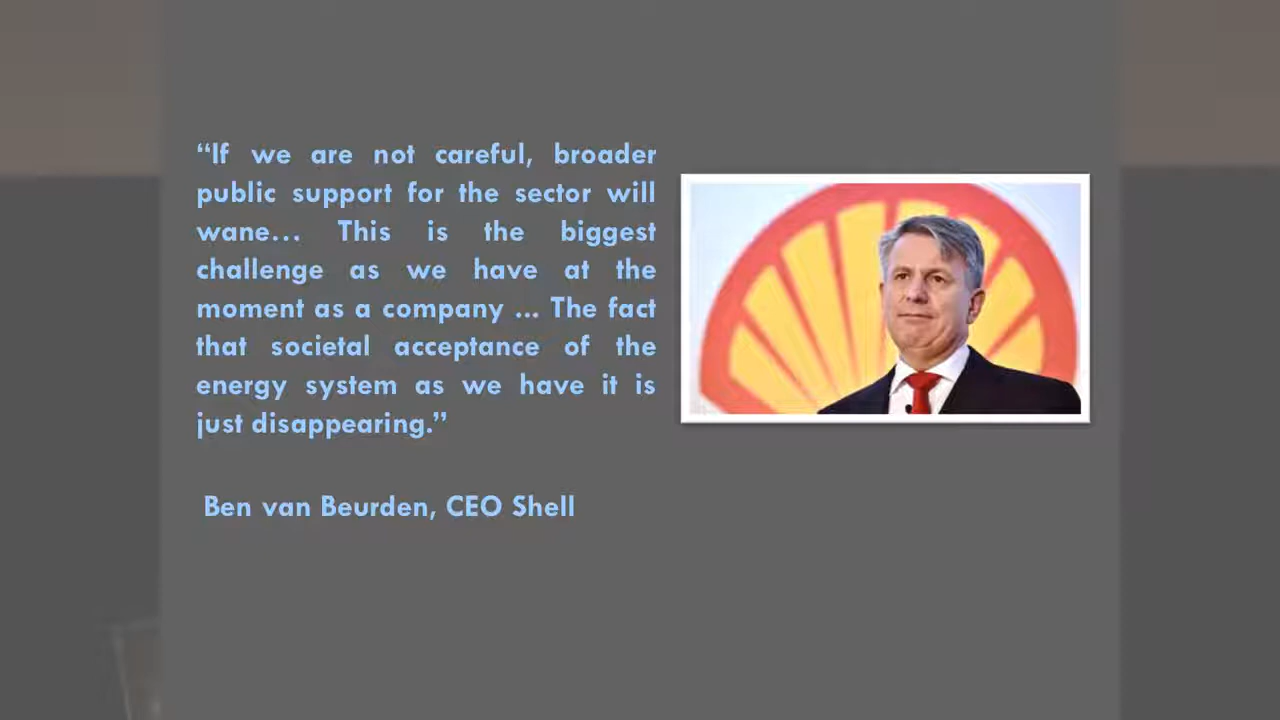 “If we are not careful, broader
public support for the sector will
wane… This is the biggest
challenge as we have at the
moment as a company ... The fact
that societal acceptance of the
energy system as we have it is
just disappearing.”
Ben van Beurden, CEO Shell